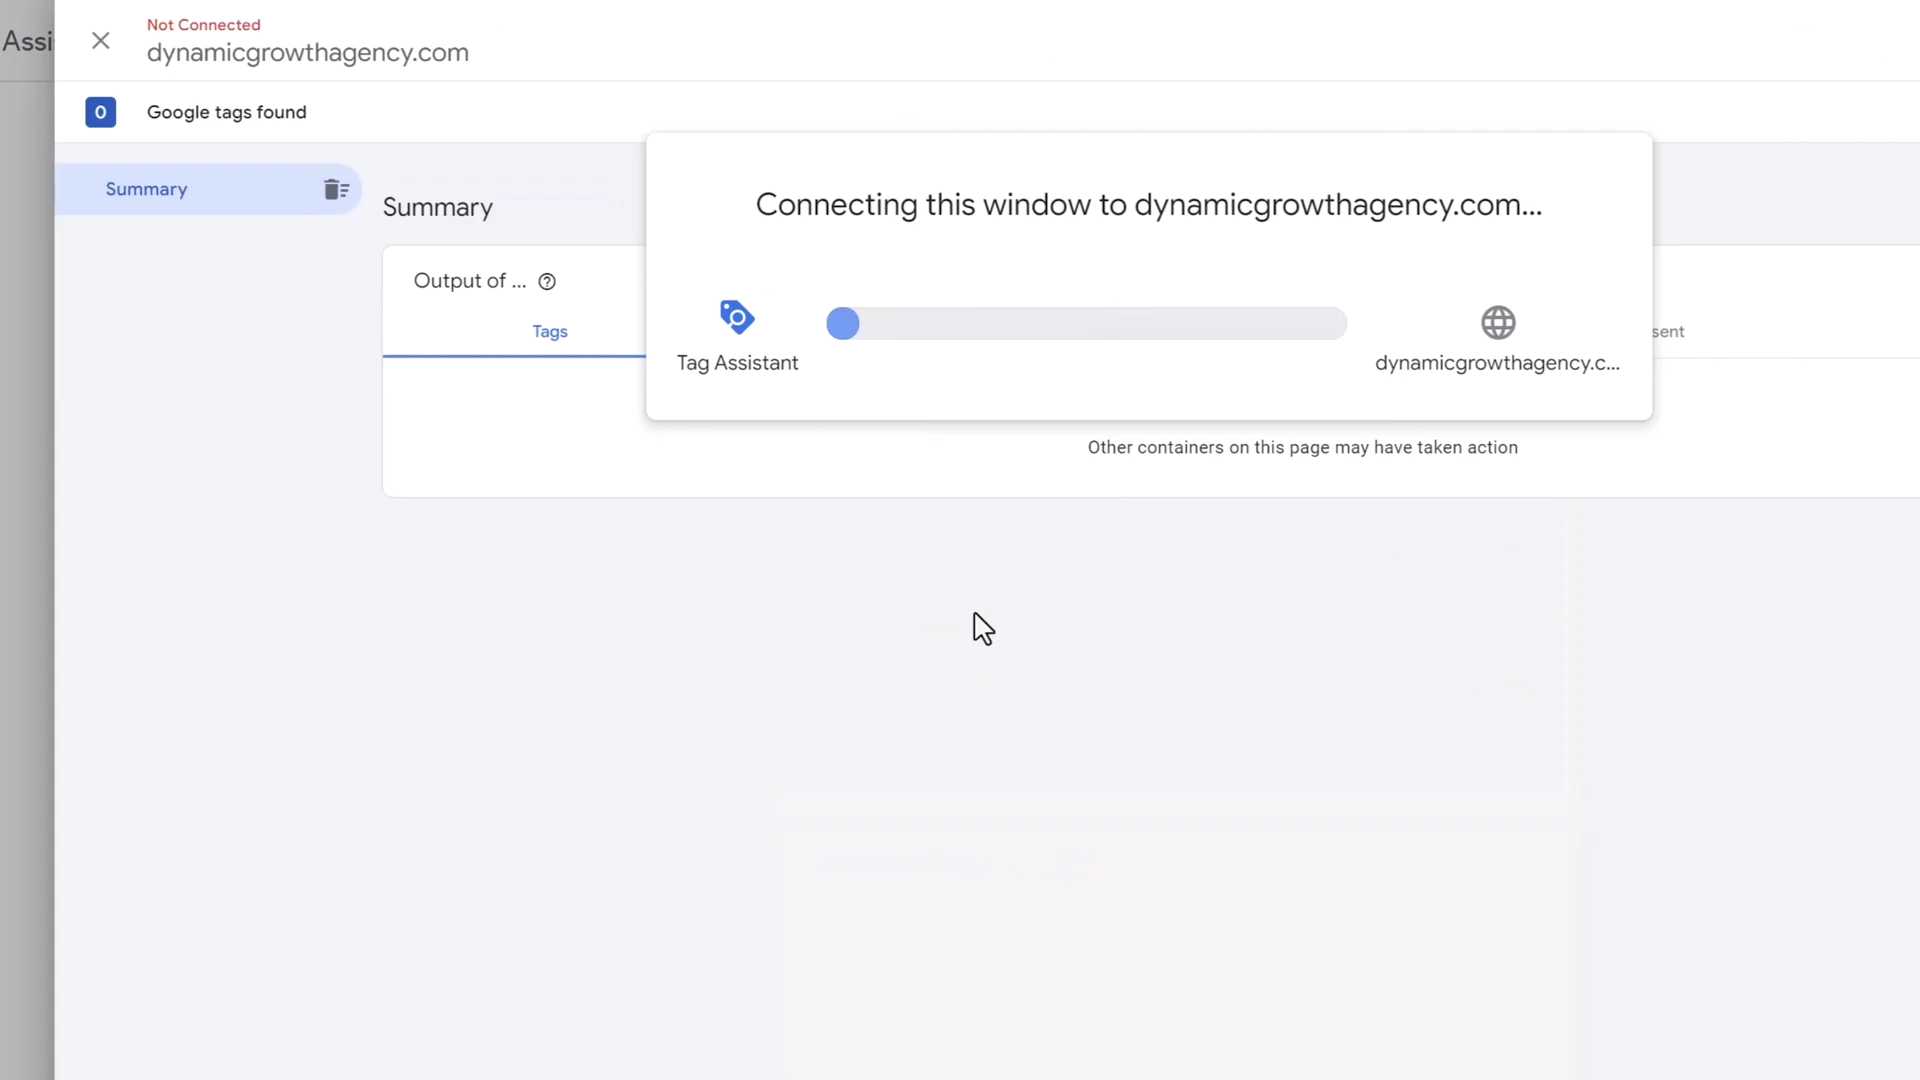 Assi
Not Connected
dynamicgrowthagency.com
0 Google tags found
Summary
Summary
Output of ...
Tags
Connecting this window to dynamicgrowthagency.com...
Tag Assistant
dynamicgrowthagency.c...
sent
Other containers on this page may have taken action